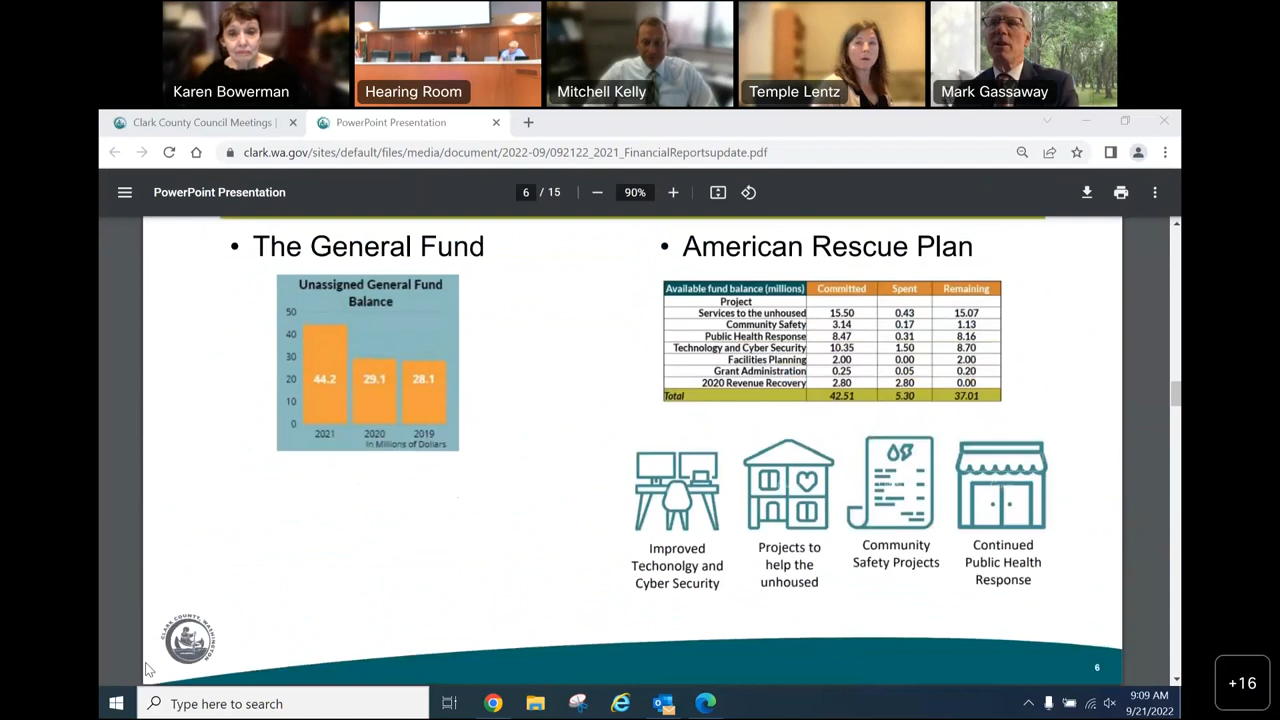 Karen Bowerman
Hearing Room
Mitchell Kelly
Temple Lentz
Mark Gassaway
Clark County Council Meetings |
PowerPoint Presentation
clark.wa.gov/sites/default/files/media/document/2022-09/092122_2021_FinancialReportsupdate.pdf
PowerPoint Presentation
6 / 15
90%
• The General Fund
Unassigned General Fund
Balance
50
40
30
20
10
0
44.2
29.1
28.1
2021
2020
2019
In Millions of Dollars
• American Rescue Plan
Available fund balance (millions) Committed Spent Remaining
Project
Services to the unhoused 15.50 0.43 15.07
Community Safety 3.14 0.17 1.13
Public Health Response 8.47 0.31 8.16
Technology and Cyber Security 10.35 1.50 8.70
Facilities Planning 2.00 0.00 2.00
Grant Administration 0.25 0.05 0.20
2020 Revenue Recovery 2.80 2.80 0.00
Total 42.51 5.30 37.01
Improved
Techonolgy and
Cyber Security
Projects to
help the
unhoused
Community
Safety Projects
Continued
Public Health
Response
CLARK COUNTY, WASHINGTON
6
Type here to search
9:09 AM
9/21/2022
+16